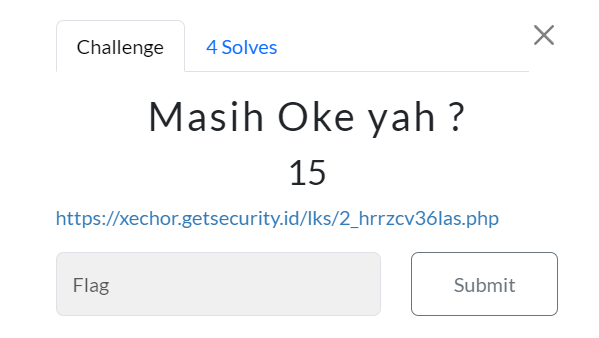 Challenge
4 Solves
Masih Oke yah ?
15
https://xechor.getsecurity.id/lks/2_hrrzcv36las.php
Flag
Submit